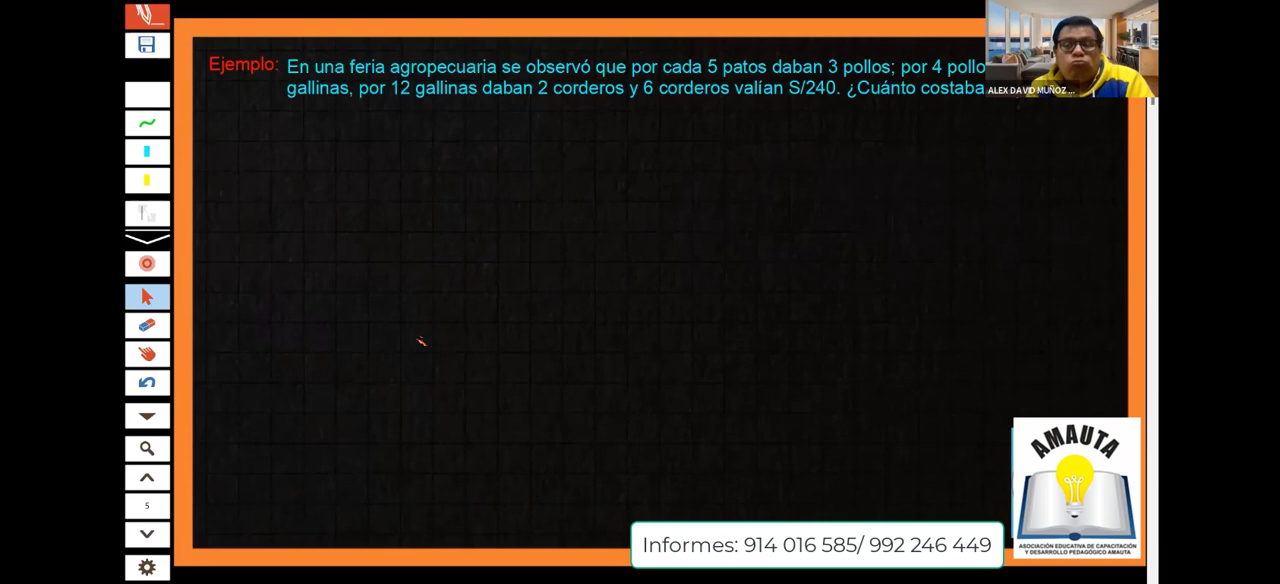 Ejemplo: En una feria agropecuaria se observó que por cada 5 patos daban 3 pollos; por 4 pollo
gallinas, por 12 gallinas daban 2 corderos y 6 corderos valían S/240. ¿Cuánto costaba
ALEX DAVID MUÑOZ ...
5
AMAUTA
ASOCIACIÓN EDUCATIVA DE CAPACITACIÓN
Y DESARROLLO PEDAGÓGICO AMAUTA
Informes: 914 016 585/ 992 246 449